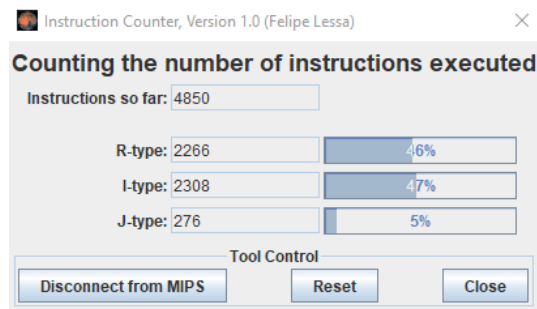 Instruction Counter, Version 1.0 (Felipe Lessa)
Counting the number of instructions executed
Instructions so far: 4850
R-type: 2266 46%
I-type: 2308 47%
J-type: 276 5%
Tool Control
Disconnect from MIPS Reset Close